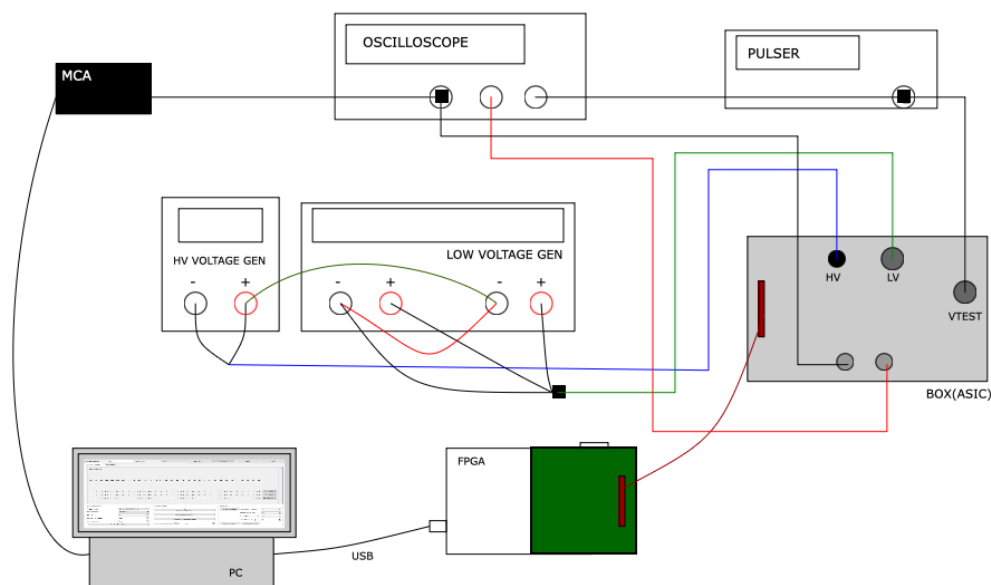 MCA
OSCILLOSCOPE
PULSER
HV VOLTAGE GEN
- +
LOW VOLTAGE GEN
- + - +
HV
LV
VTEST
BOX(ASIC)
FPGA
USB
PC